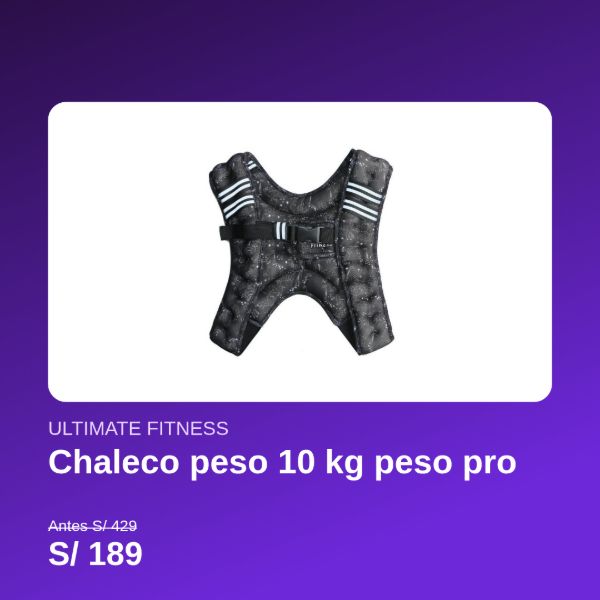 ULTIMATE FITNESS
Chaleco peso 10 kg peso pro
Antes S/ 429
S/ 189